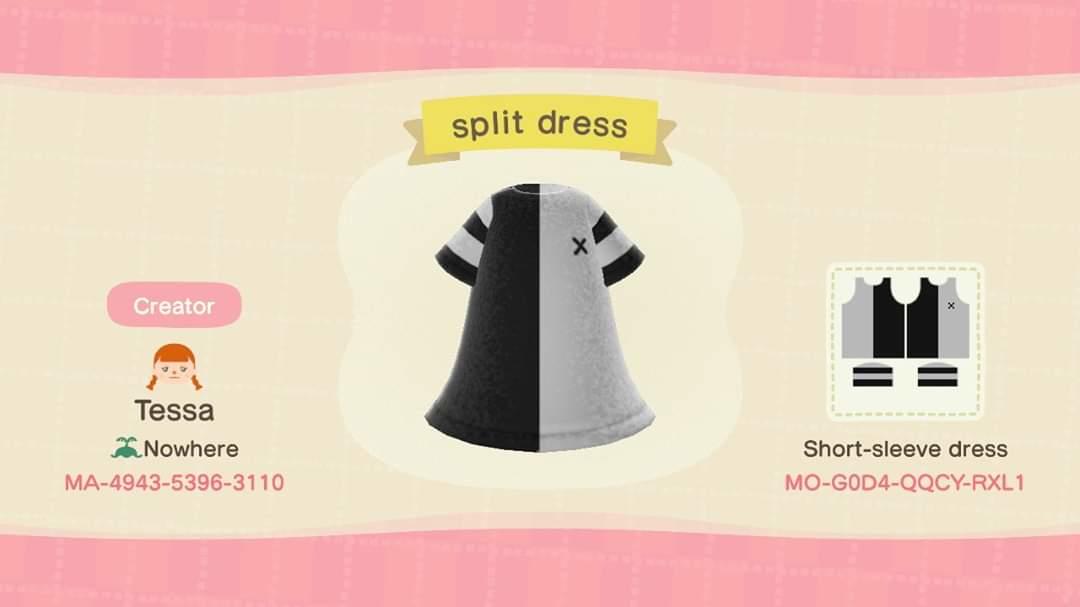 split dress
Creator
Tessa
Nowhere
MA-4943-5396-3110
Short-sleeve dress
MO-G0D4-QQCY-RXL1